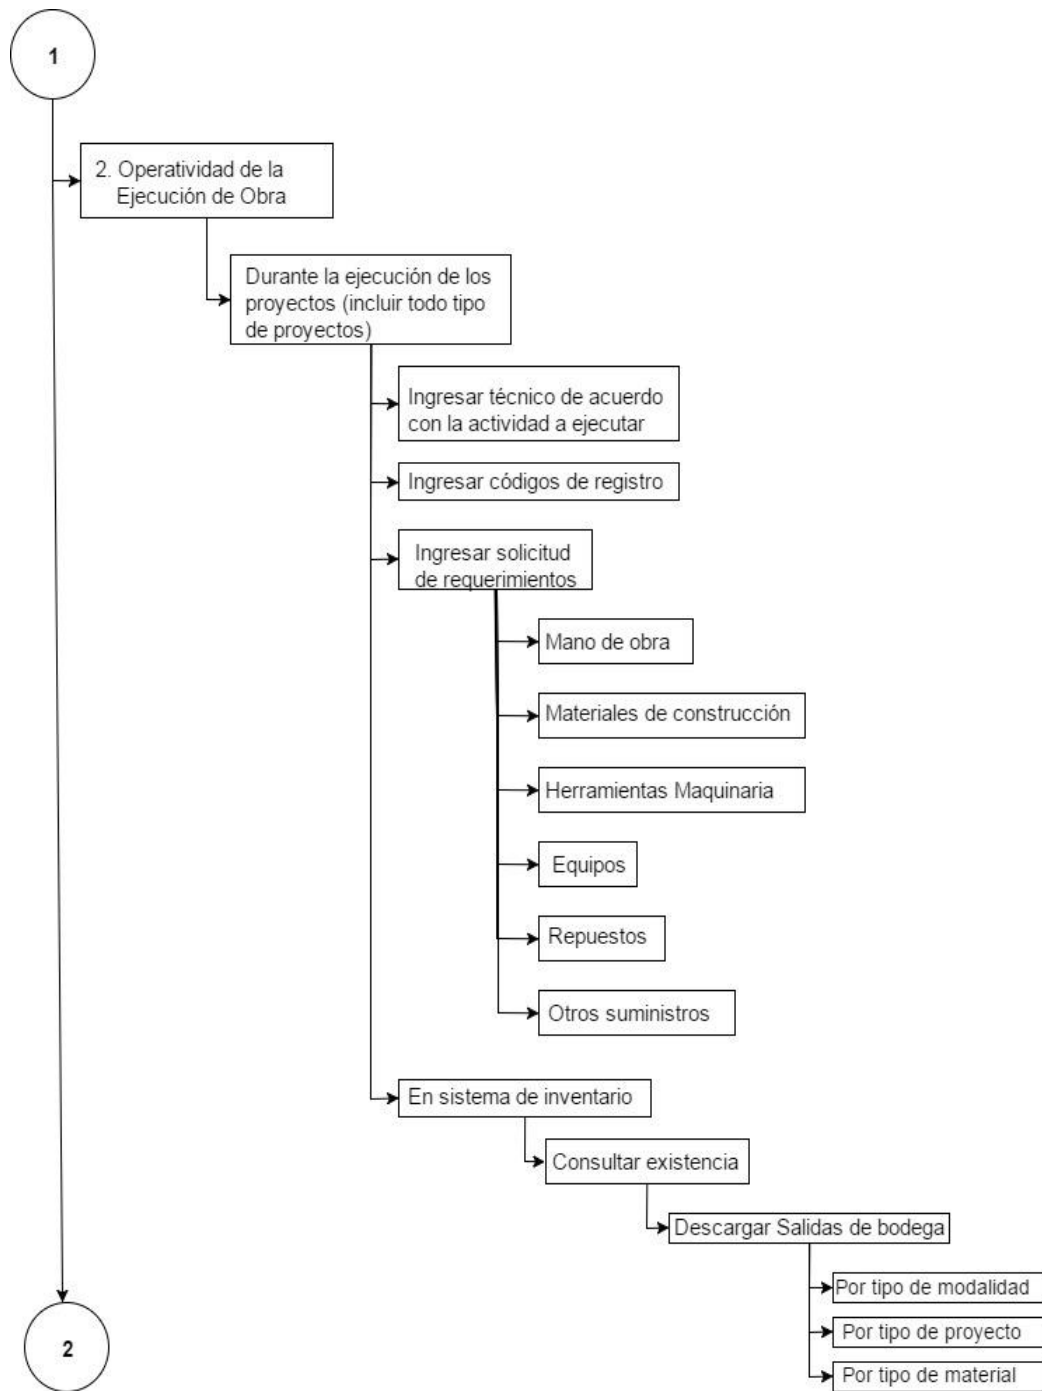 1
2. Operatividad de la
Ejecución de Obra
Durante la ejecución de los
proyectos (incluir todo tipo
de proyectos)
Ingresar técnico de acuerdo
con la actividad a ejecutar
Ingresar códigos de registro
Ingresar solicitud
de requerimientos
Mano de obra
Materiales de construcción
Herramientas Maquinaria
Equipos
Repuestos
Otros suministros
En sistema de inventario
Consultar existencia
Descargar Salidas de bodega
Por tipo de modalidad
Por tipo de proyecto
Por tipo de material
2